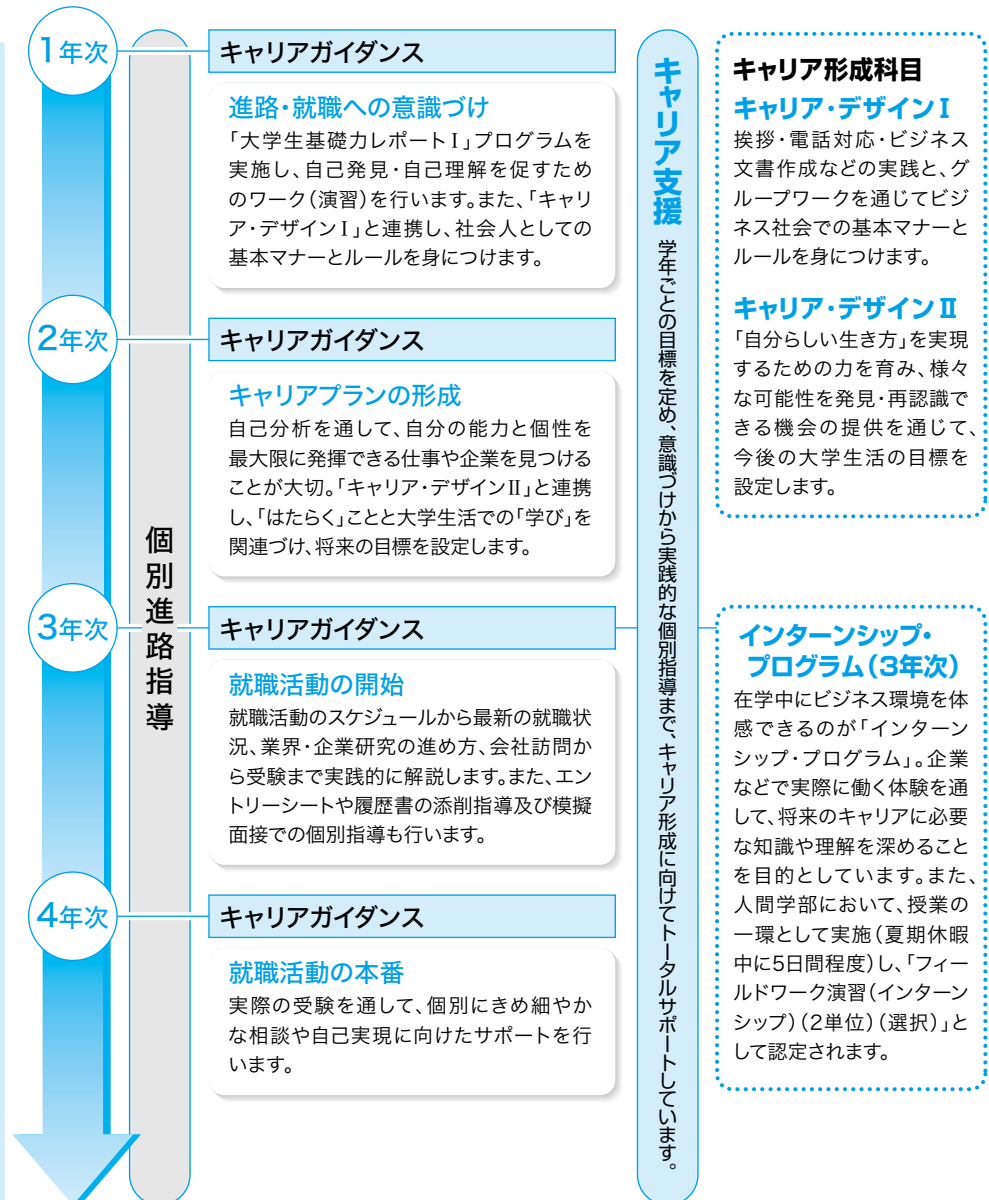 1年次
キャリアガイダンス
進路・就職への意識づけ
「大学生基礎力レポートⅠ」プログラムを
実施し、自己発見・自己理解を促すため
のワーク（演習）を行います。また、「キャリ
ア・デザインⅠ」と連携し、社会人としての
基本マナーとルールを身につけます。
2年次
キャリアガイダンス
キャリアプランの形成
自己分析を通して、自分の能力と個性を
最大限に発揮できる仕事や企業を見つける
ことが大切。「キャリア・デザインⅡ」と連携
し、「はたらく」ことと大学生活での「学び」を
関連づけ、将来の目標を設定します。
3年次
キャリアガイダンス
就職活動の開始
就職活動のスケジュールから最新の就職状
況、業界・企業研究の進め方、会社訪問か
ら受験まで実践的に解説します。また、エン
トリーシートや履歴書の添削指導及び模擬
面接での個別指導も行います。
4年次
キャリアガイダンス
就職活動の本番
実際の受験を通して、個別にきめ細やか
な相談や自己実現に向けたサポートを行
います。
個別進路指導
キャリア支援 学年ごとの目標を定め、意識づけから実践的な個別指導まで、キャリア形成に向けてトータルサポートしています。
キャリア形成科目
キャリア・デザインⅠ
挨拶・電話対応・ビジネス
文書作成などの実践と、グ
ループワークを通じてビジ
ネス社会での基本マナーと
ルールを身につけます。
キャリア・デザインⅡ
「自分らしい生き方」を実現
するための力を育み、様々
な可能性を発見・再認識で
きる機会の提供を通じて、
今後の大学生活の目標を
設定します。
インターンシップ・
プログラム（3年次）
在学中にビジネス環境を体
感できるのが「インターン
シップ・プログラム」。企業
などで実際に働く体験を通
して、将来のキャリアに必要
な知識や理解を深めること
を目的としています。また、
人間学部において、授業の
一環として実施（夏期休暇
中に5日間程度）し、「フィー
ルドワーク演習（インターン
シップ）（2単位）（選択）」と
して認定されます。